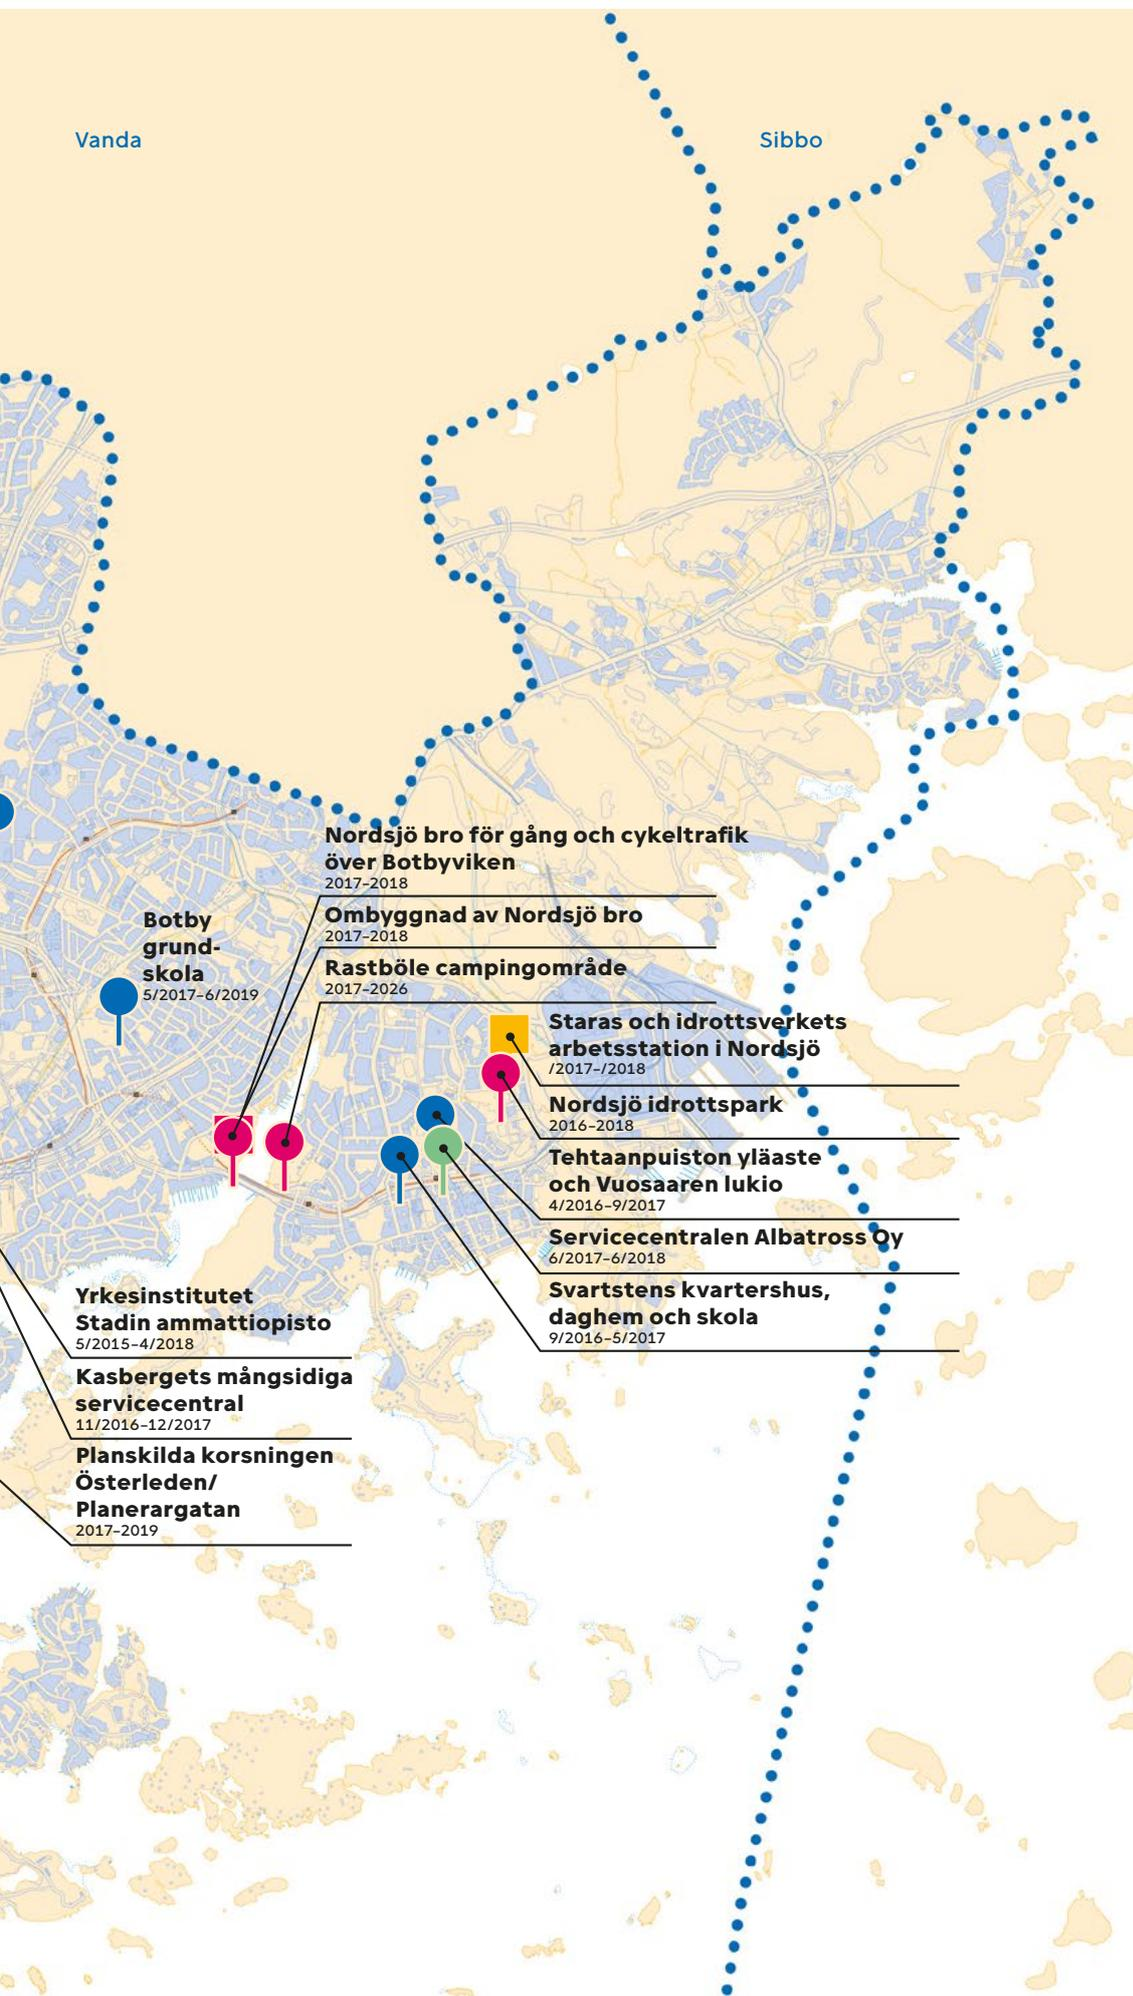 Vanda
Sibbo
Nordsjö bro för gång och cykeltrafik
över Botbyviken
2017–2018
Ombyggnad av Nordsjö bro
2017–2018
Rastböle campingområde
2017–2026
Botby
grund-
skola
5/2017–6/2019
Staras och idrottsverkets
arbetsstation i Nordsjö
/2017–/2018
Nordsjö idrottspark
2016–2018
Tehtaanpuiston yläaste
och Vuosaaren lukio
4/2016–9/2017
Servicecentralen Albatross Oy
6/2017–6/2018
Svartstens kvartershus,
daghem och skola
9/2016–5/2017
Yrkesinstitutet
Stadin ammattiopisto
5/2015–4/2018
Kasbergets mångsidiga
servicecentral
11/2016–12/2017
Planskilda korsningen
Österleden/
Planerargatan
2017–2019